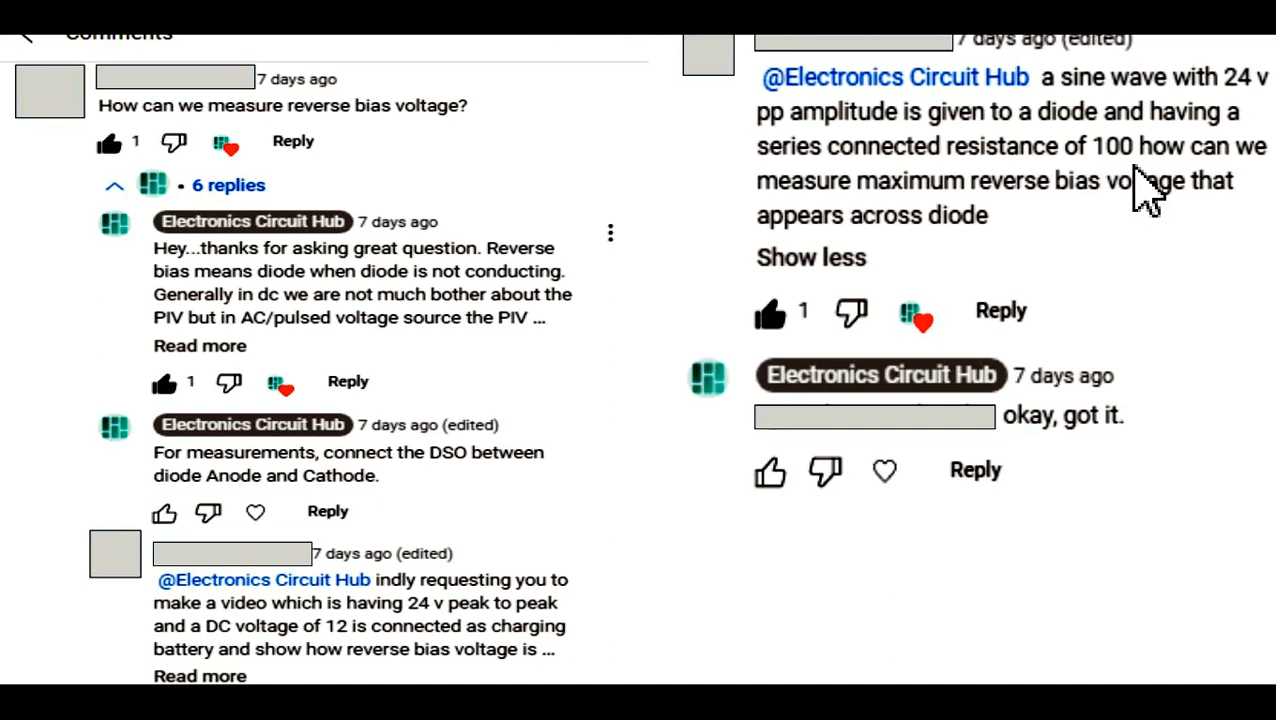 Comments
7 days ago
How can we measure reverse bias voltage?
1 Reply
6 replies
Electronics Circuit Hub 7 days ago
Hey...thanks for asking great question. Reverse
bias means diode when diode is not conducting.
Generally in dc we are not much bother about the
PIV but in AC/pulsed voltage source the PIV ...
Read more
1 Reply
Electronics Circuit Hub 7 days ago (edited)
For measurements, connect the DSO between
diode Anode and Cathode.
Reply
7 days ago (edited)
@Electronics Circuit Hub indly requesting you to
make a video which is having 24 v peak to peak
and a DC voltage of 12 is connected as charging
battery and show how reverse bias voltage is ...
Read more
7 days ago (edited)
@Electronics Circuit Hub a sine wave with 24 v
pp amplitude is given to a diode and having a
series connected resistance of 100 how can we
measure maximum reverse bias voltage that
appears across diode
Show less
1 Reply
Electronics Circuit Hub 7 days ago
okay, got it.
Reply